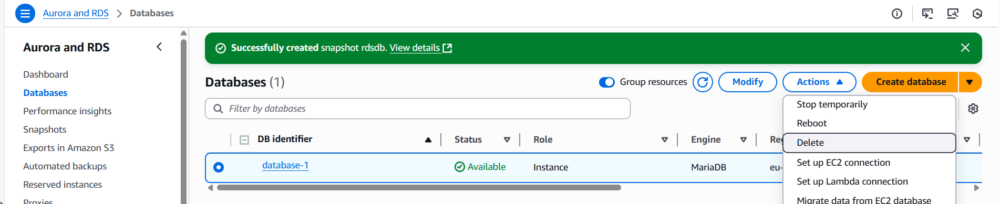 Aurora and RDS > Databases
Aurora and RDS
Dashboard
Databases
Performance insights
Snapshots
Exports in Amazon S3
Automated backups
Reserved instances
Proxies
Successfully created snapshot rdsdb. View details
Databases (1)
Group resources
Modify
Actions
Create database
Filter by databases
Stop temporarily
Reboot
Delete
Set up EC2 connection
Set up Lambda connection
Migrate data from EC2 database
DB identifier Status Role Engine
database-1 Available Instance MariaDB eu-